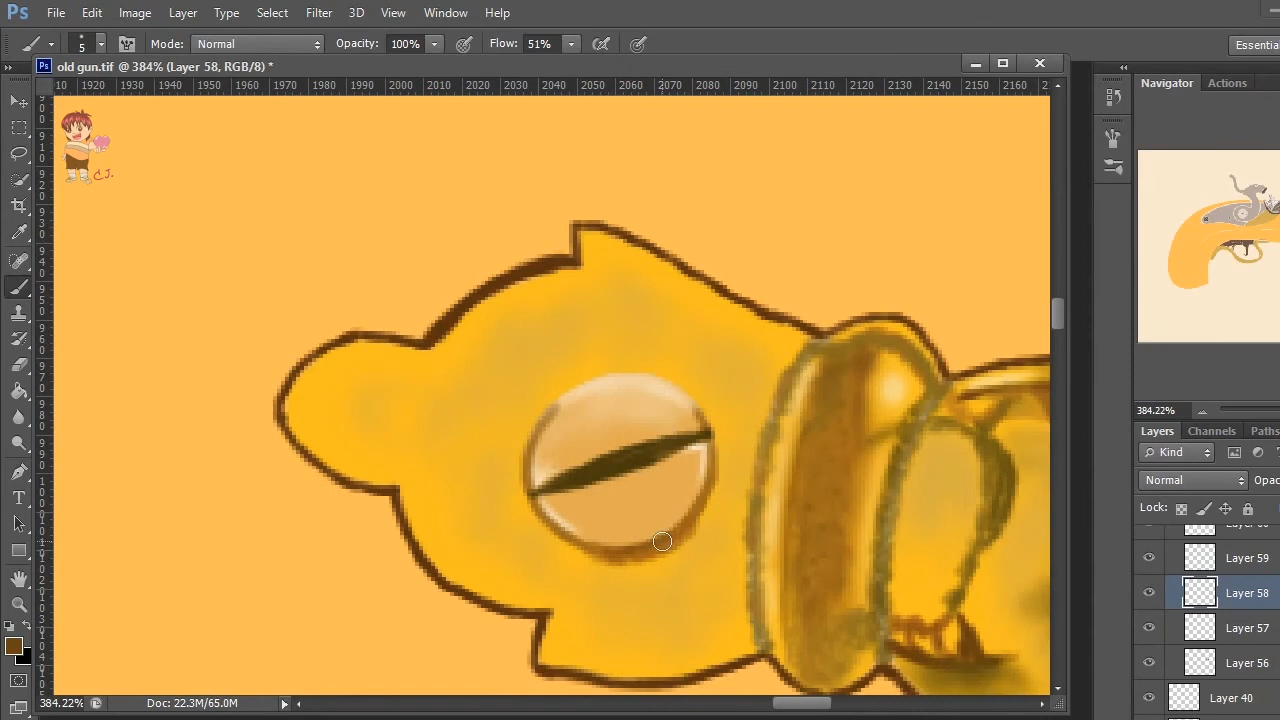 Ps File Edit Image Layer Type Select Filter 3D View Window Help
5 Mode: Normal Opacity: 100% Flow: 51% Essentia
old gun.tif @ 384% (Layer 58, RGB/8) *
10 1920 1930 1940 1950 1960 1970 1980 1990 2000 2010 2020 2030 2040 2050 2060 2070 2080 2090 2100 2110 2120 2130 2140 2150 2160 2
Navigator Actions
C.J.
384.22%
Layers Channels Paths
Kind
Normal Opac
Lock:
Layer 59
Layer 58
Layer 57
Layer 56
Layer 40
384.22% Doc: 22.3M/65.0M